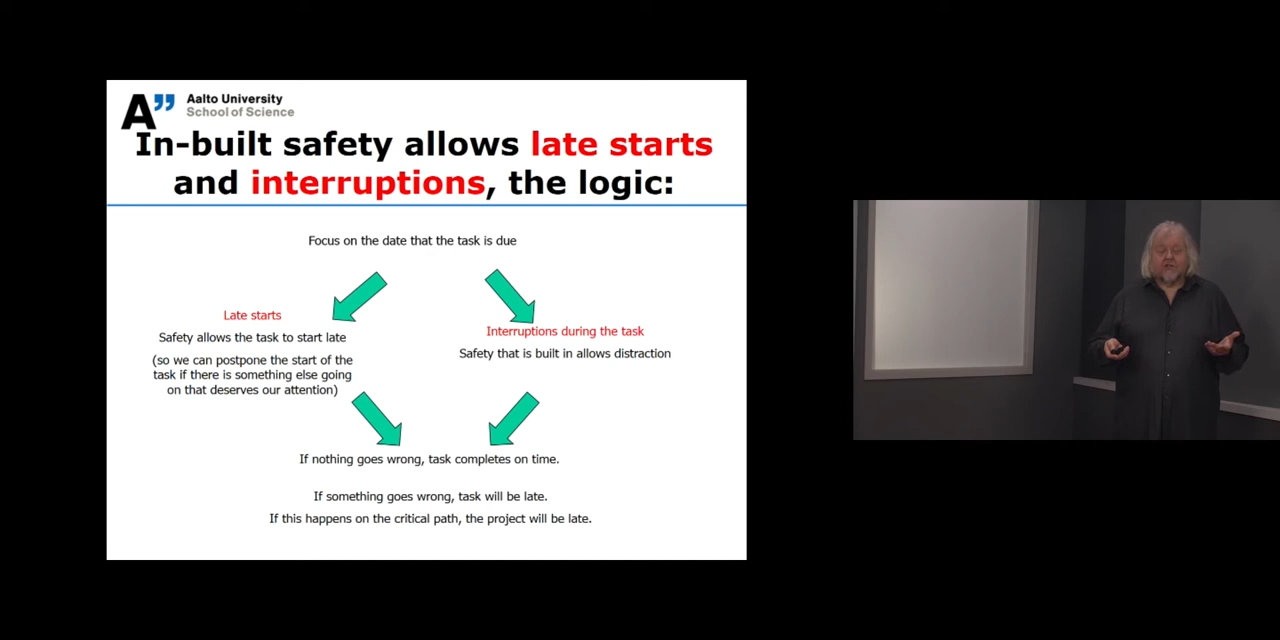 A”
Aalto University
School of Science
In-built safety allows late starts
and interruptions, the logic:
Focus on the date that the task is due
Late starts
Safety allows the task to start late
(so we can postpone the start of the
task if there is something else going
on that deserves our attention)
Interruptions during the task
Safety that is built in allows distraction
If nothing goes wrong, task completes on time.
If something goes wrong, task will be late.
If this happens on the critical path, the project will be late.